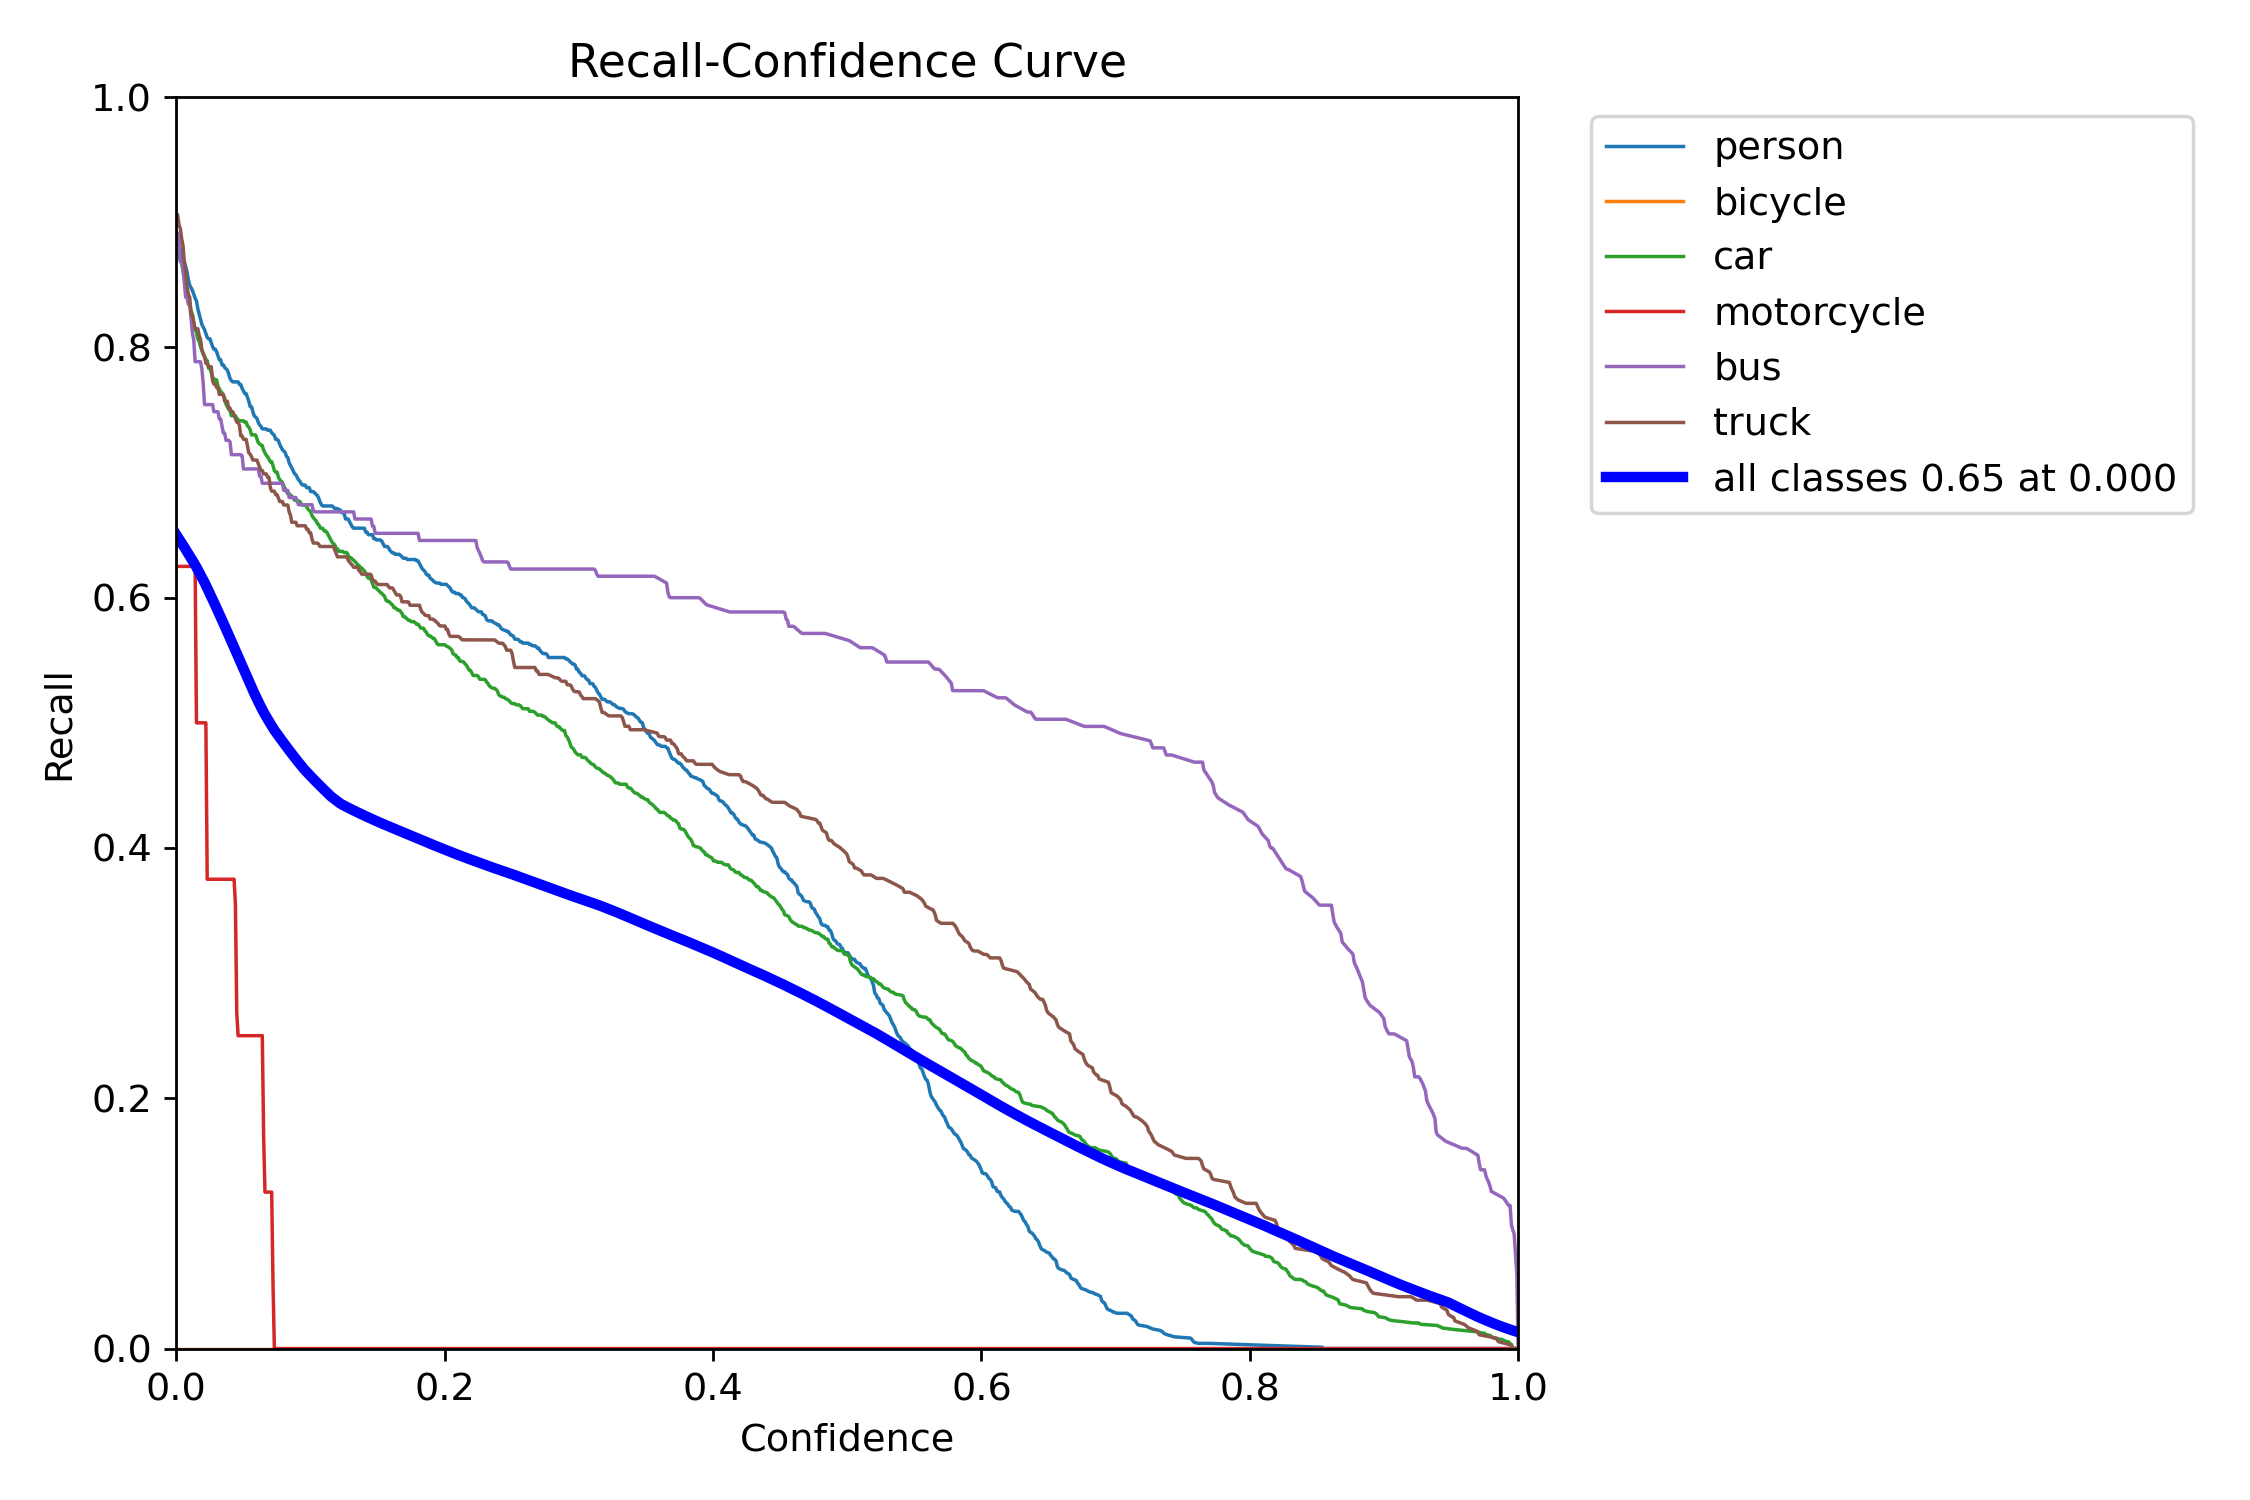 Recall-Confidence Curve
1.0
0.8
0.6
0.4
0.2
0.0
Recall
0.0 0.2 0.4 0.6 0.8 1.0
Confidence
person
bicycle
car
motorcycle
bus
truck
all classes 0.65 at 0.000